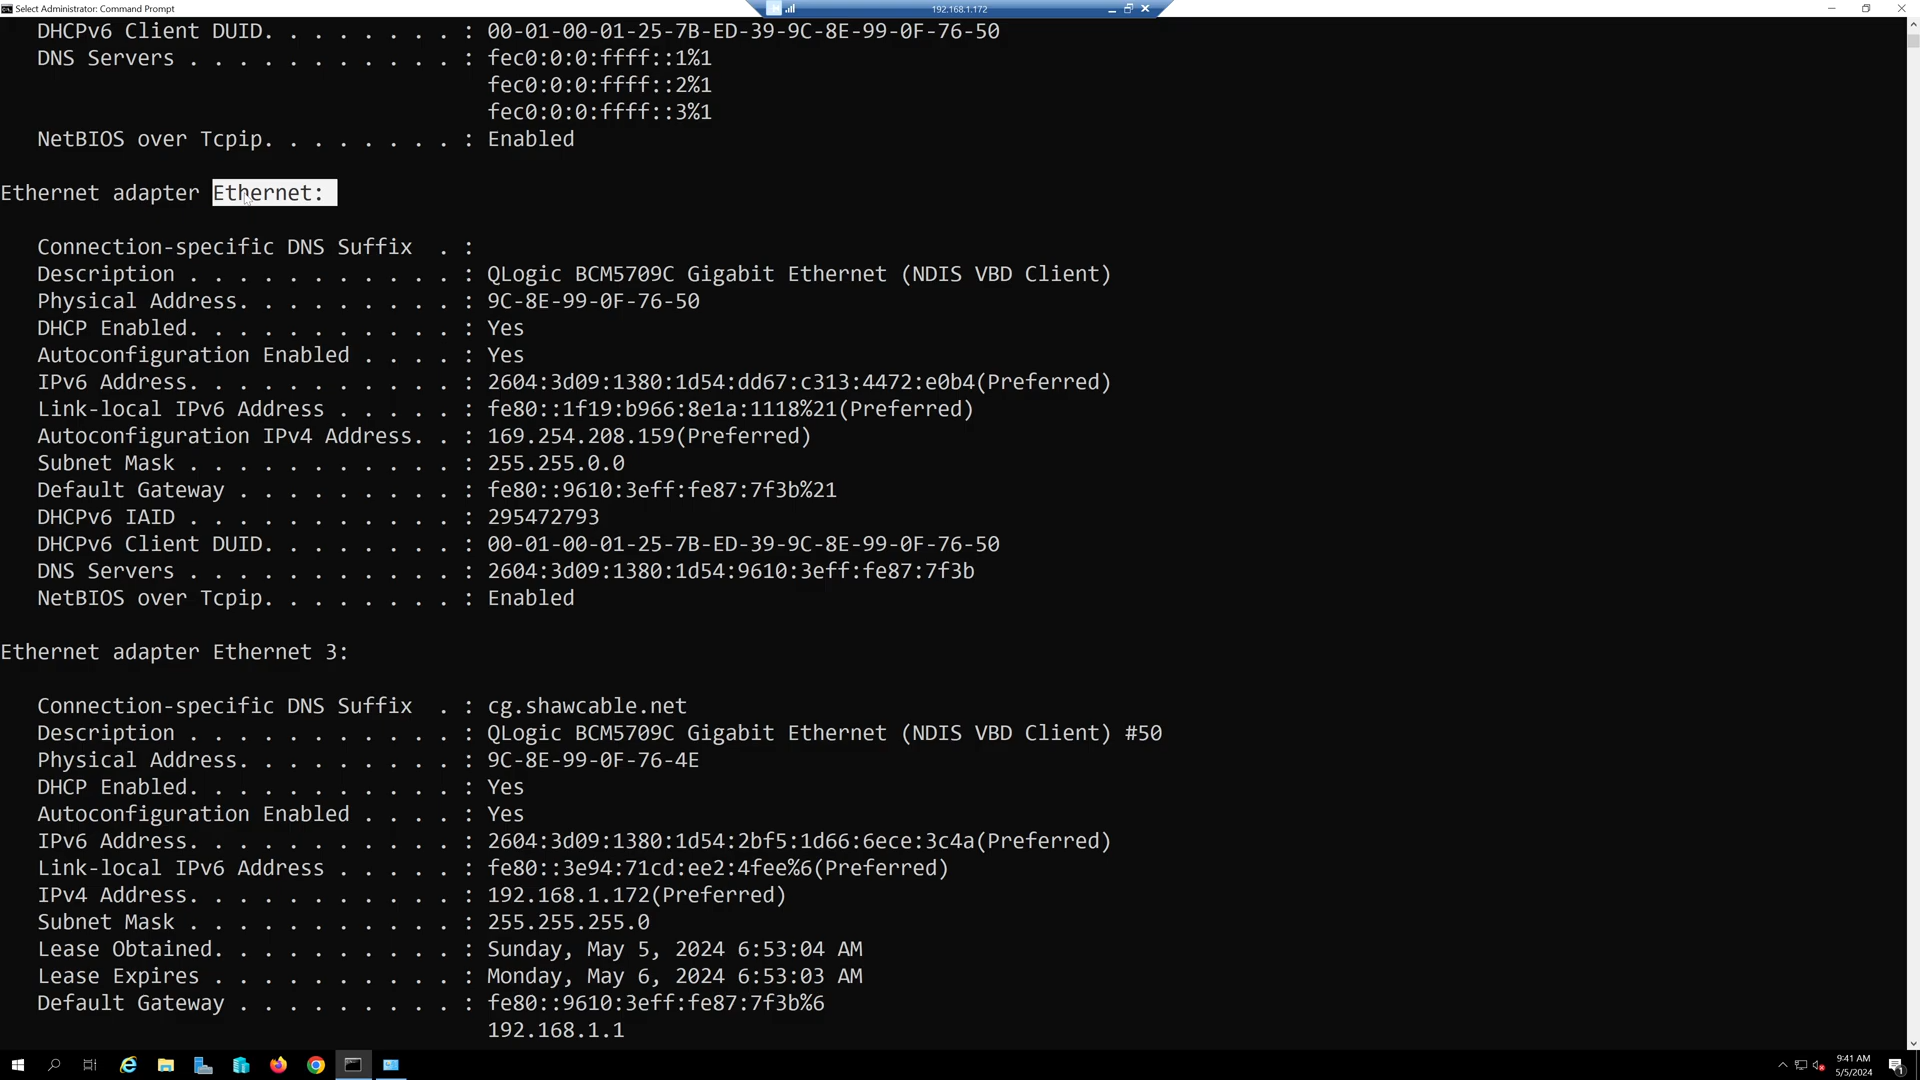 Select Administrator: Command Prompt
192.168.1.172
DHCPv6 Client DUID. . . . . . . . : 00-01-00-01-25-7B-ED-39-9C-8E-99-0F-76-50
DNS Servers . . . . . . . . . . . : fec0:0:0:ffff::1%1
fec0:0:0:ffff::2%1
fec0:0:0:ffff::3%1
NetBIOS over Tcpip. . . . . . . . : Enabled
Ethernet adapter Ethernet:
Connection-specific DNS Suffix  . :
Description . . . . . . . . . . . : QLogic BCM5709C Gigabit Ethernet (NDIS VBD Client)
Physical Address. . . . . . . . . : 9C-8E-99-0F-76-50
DHCP Enabled. . . . . . . . . . . : Yes
Autoconfiguration Enabled . . . . : Yes
IPv6 Address. . . . . . . . . . . : 2604:3d09:1380:1d54:dd67:c313:4472:e0b4(Preferred)
Link-local IPv6 Address . . . . . : fe80::1f19:b966:8e1a:1118%21(Preferred)
Autoconfiguration IPv4 Address. . : 169.254.208.159(Preferred)
Subnet Mask . . . . . . . . . . . : 255.255.0.0
Default Gateway . . . . . . . . . : fe80::9610:3eff:fe87:7f3b%21
DHCPv6 IAID . . . . . . . . . . . : 295472793
DHCPv6 Client DUID. . . . . . . . : 00-01-00-01-25-7B-ED-39-9C-8E-99-0F-76-50
DNS Servers . . . . . . . . . . . : 2604:3d09:1380:1d54:9610:3eff:fe87:7f3b
NetBIOS over Tcpip. . . . . . . . : Enabled
Ethernet adapter Ethernet 3:
Connection-specific DNS Suffix  . : cg.shawcable.net
Description . . . . . . . . . . . : QLogic BCM5709C Gigabit Ethernet (NDIS VBD Client) #50
Physical Address. . . . . . . . . : 9C-8E-99-0F-76-4E
DHCP Enabled. . . . . . . . . . . : Yes
Autoconfiguration Enabled . . . . : Yes
IPv6 Address. . . . . . . . . . . : 2604:3d09:1380:1d54:2bf5:1d66:6ece:3c4a(Preferred)
Link-local IPv6 Address . . . . . : fe80::3e94:71cd:ee2:4fee%6(Preferred)
IPv4 Address. . . . . . . . . . . : 192.168.1.172(Preferred)
Subnet Mask . . . . . . . . . . . : 255.255.255.0
Lease Obtained. . . . . . . . . . : Sunday, May 5, 2024 6:53:04 AM
Lease Expires . . . . . . . . . . : Monday, May 6, 2024 6:53:03 AM
Default Gateway . . . . . . . . . : fe80::9610:3eff:fe87:7f3b%6
192.168.1.1
9:41 AM
5/5/2024